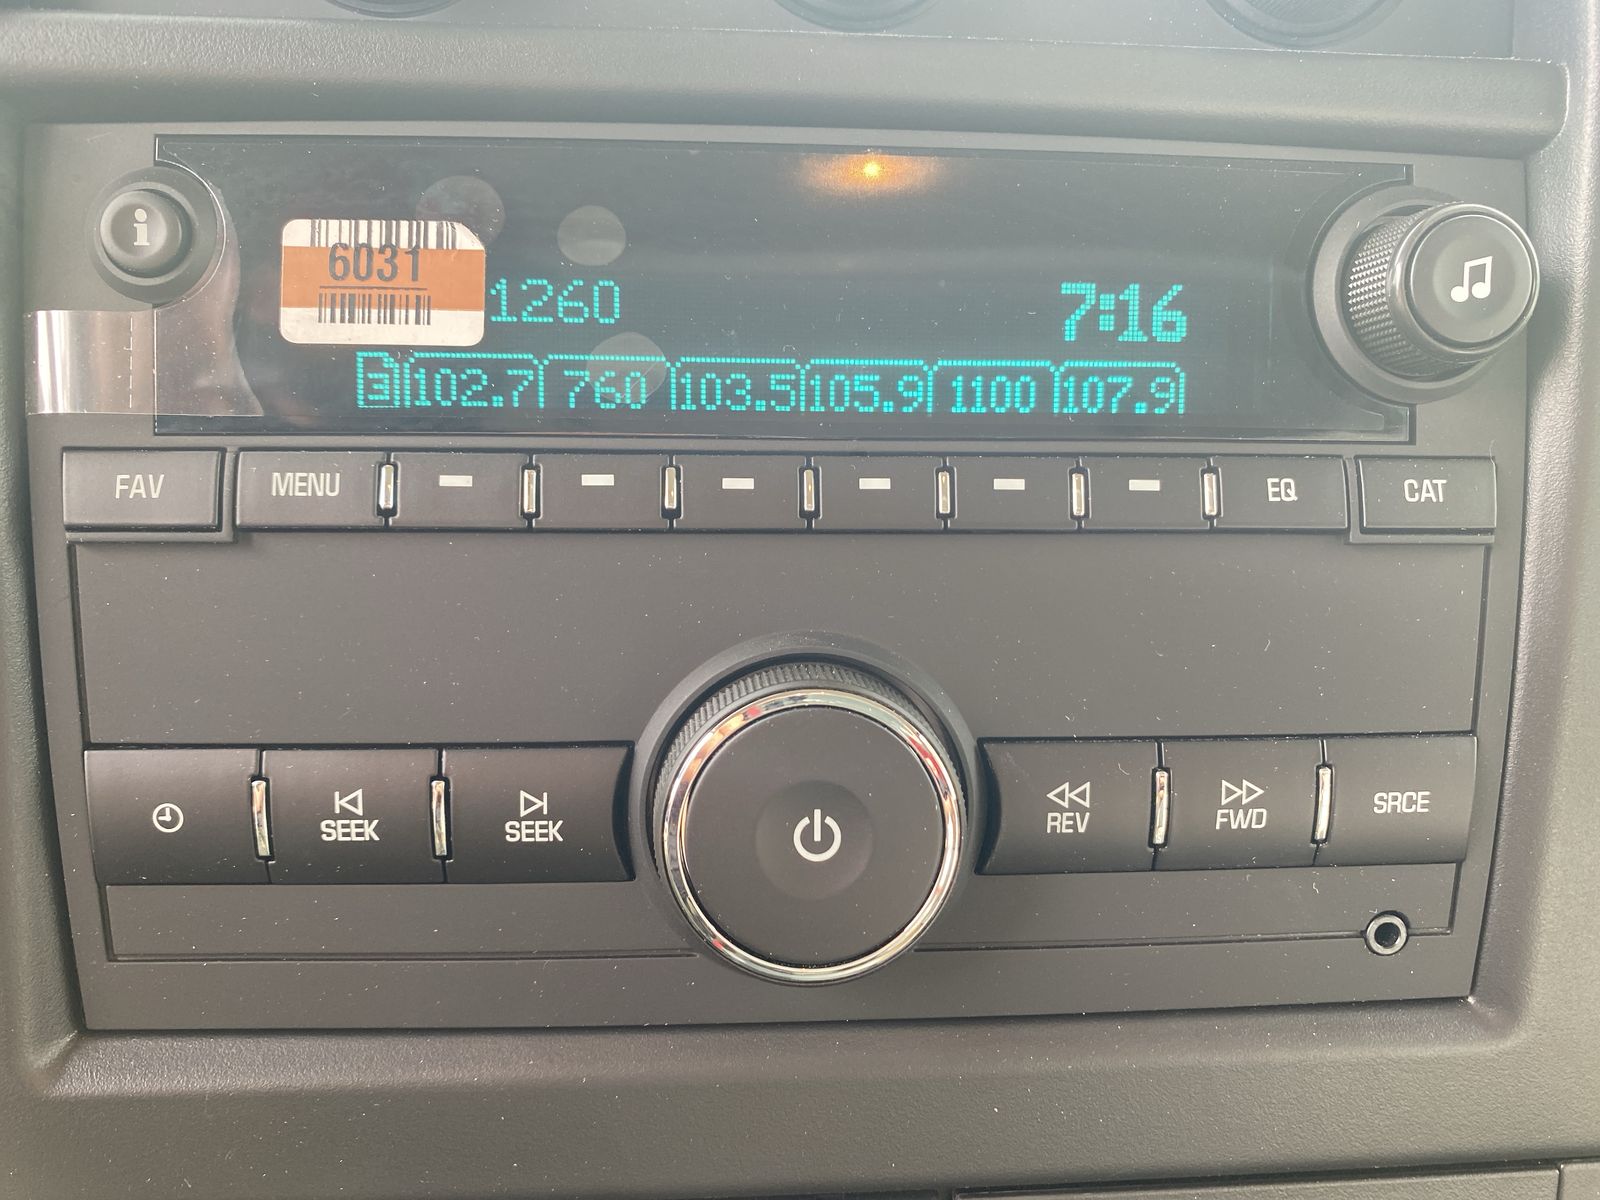 i
6031
1260
7:16
3 102.7 760 103.5 105.9 1100 107.9
FAV MENU EQ CAT
SEEK SEEK REV FWD SRCE